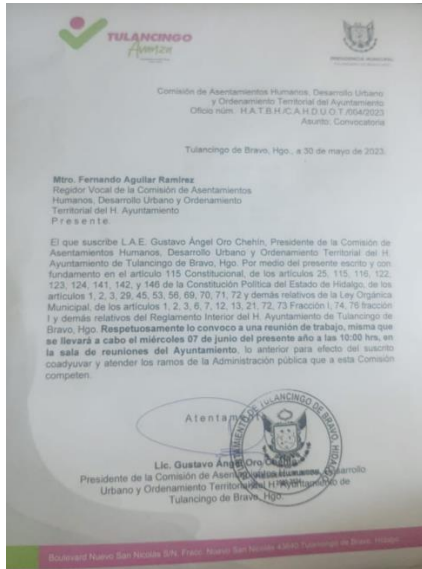 TULANCINGO
Avanza
PRESIDENCIA MUNICIPAL
Comisión de Asentamientos Humanos, Desarrollo Urbano
y Ordenamiento Territorial del Ayuntamiento
Oficio núm. H.A.T.B.H./C.A.H.D.U.O.T./004/2023
Asunto: Convocatoria
Tulancingo de Bravo, Hgo., a 30 de mayo de 2023.
Mtro. Fernando Aguilar Ramírez
Regidor Vocal de la Comisión de Asentamientos
Humanos, Desarrollo Urbano y Ordenamiento
Territorial del H. Ayuntamiento
P r e s e n t e.
El que suscribe L.A.E. Gustavo Ángel Oro Chehín, Presidente de la Comisión de
Asentamientos Humanos, Desarrollo Urbano y Ordenamiento Territorial del H.
Ayuntamiento de Tulancingo de Bravo, Hgo. Por medio del presente escrito y con
fundamento en el artículo 115 Constitucional, de los artículos 25, 115, 116, 122,
123, 124, 141, 142, y 146 de la Constitución Política del Estado de Hidalgo, de los
artículos 1, 2, 3, 29, 45, 53, 56, 69, 70, 71, 72 y demás relativos de la Ley Orgánica
Municipal, de los artículos 1, 2, 3, 6, 7, 12, 13, 21, 72, 73 Fracción I, 74, 76 fracción
I y demás relativos del Reglamento Interior del H. Ayuntamiento de Tulancingo de
Bravo, Hgo. Respetuosamente lo convoco a una reunión de trabajo, misma que
se llevará a cabo el miércoles 07 de junio del presente año a las 10:00 hrs, en
la sala de reuniones del Ayuntamiento, lo anterior para efecto del suscrito
coadyuvar y atender los ramos de la Administración pública que a esta Comisión
competen.
A t e n t a m e n t
AYUNTAMIENTO DE TULANCINGO DE BRAVO, HIDALGO
Lic. Gustavo Ángel Oro Chehín
Presidente de la Comisión de Asentamientos Humanos, Desarrollo
Urbano y Ordenamiento Territorial del H. Ayuntamiento de
Tulancingo de Bravo, Hgo.
Boulevard Nuevo San Nicolás S/N, Fracc. Nuevo San Nicolás 43640 Tulancingo de Bravo, Hidalgo